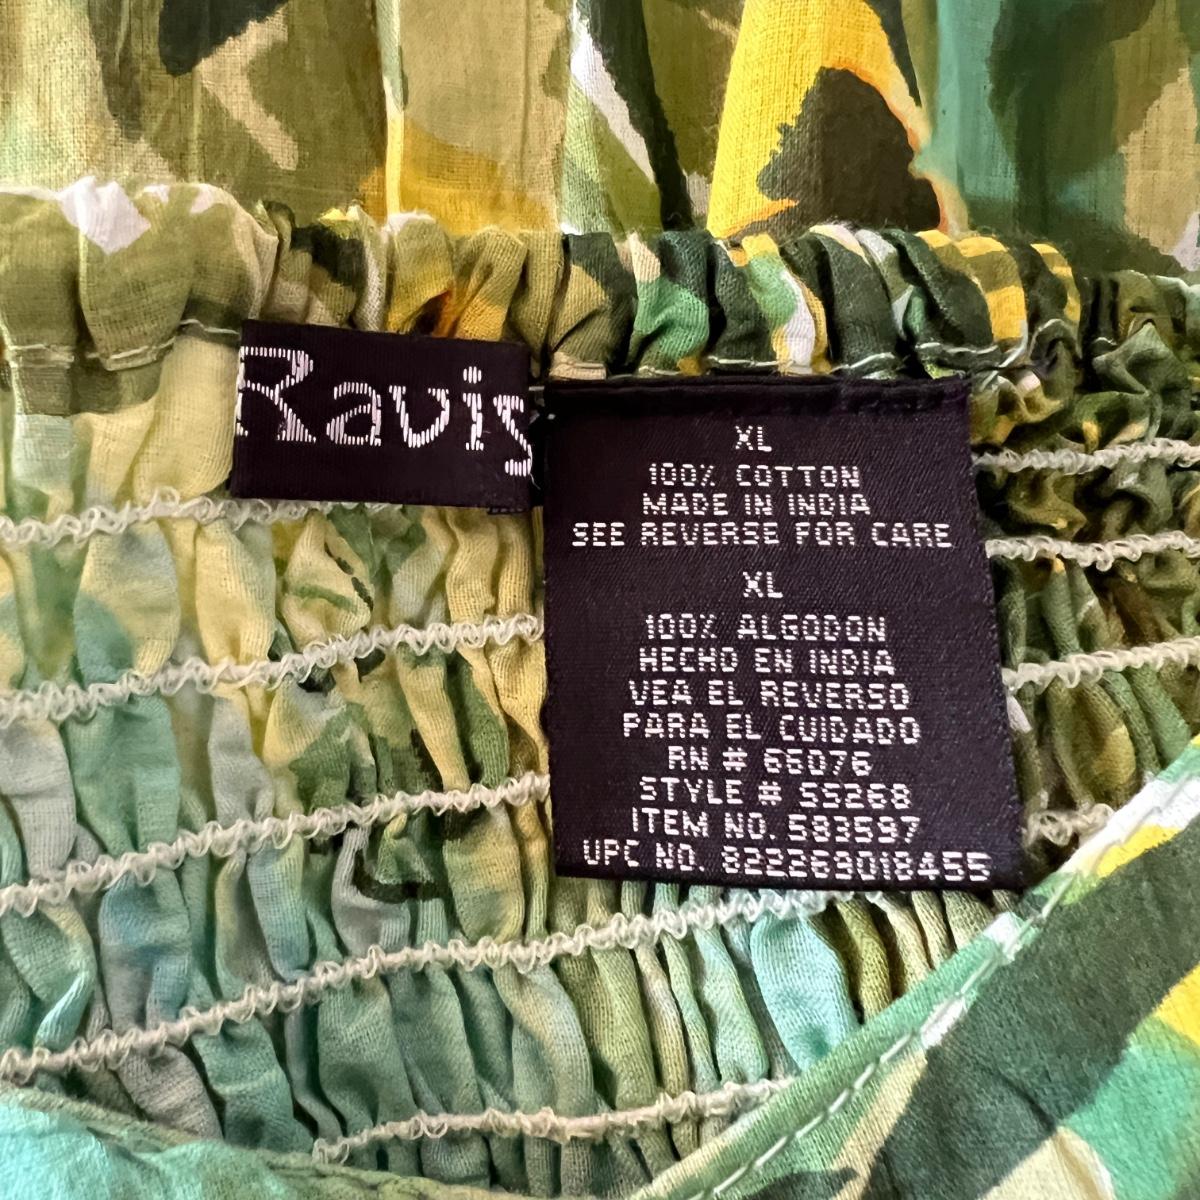 Ravis
XL
100% COTTON
MADE IN INDIA
SEE REVERSE FOR CARE
XL
100% ALGODON
HECHO EN INDIA
VEA EL REVERSO
PARA EL CUIDADO
RN # 65076
STYLE # 55268
ITEM NO. 583597
UPC NO. 822269018455